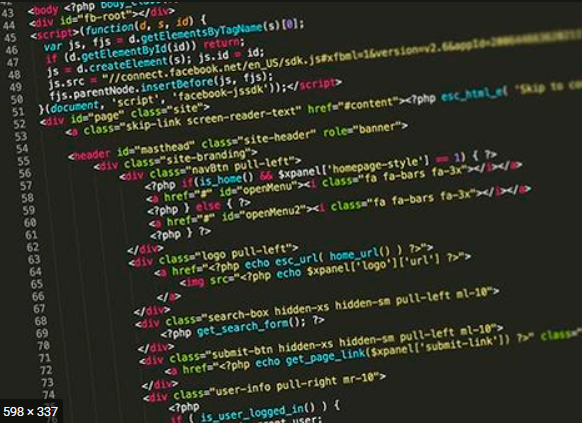 42
43 <body <?php body_class(
44 <div id="fb-root"></div>
45 <script>(function(d, s, id) {
46 var js, fjs = d.getElementsByTagName(s)[0];
47 if (d.getElementById(id)) return;
48 js = d.createElement(s); js.id = id;
49 js.src = "//connect.facebook.net/en_US/sdk.js#xfbml=1&version=v2.6&appId=
50 fjs.parentNode.insertBefore(js, fjs);
51 }(document, 'script', 'facebook-jssdk'));</script>
52 <div id="page" class="site">
53 <a class="skip-link screen-reader-text" href="#content"><?php esc_html_e( 'Skip to
54
55 <header id="masthead" class="site-header" role="banner">
56 <div class="site-branding">
57 <div class="navBtn pull-left">
58 <?php if(is_home() && $xpanel['homepage-style'] == 1) { ?>
59 <a href="#" id="openMenu"><i class="fa fa-bars fa-3x"></i></a>
60 <?php } else { ?>
61 <a href="#" id="openMenu2"><i class="fa fa-bars fa-3x"></i></a>
62 <?php } ?>
63 </div>
64 <div class="logo pull-left">
65 <a href="<?php echo esc_url( home_url() ) ?>">
66 <img src="<?php echo $xpanel['logo']['url'] ?>">
67 </a>
68 </div>
69 <div class="search-box hidden-xs hidden-sm pull-left ml-10">
70 <?php get_search_form(); ?>
71 </div>
72 <div class="submit-btn hidden-xs hidden-sm pull-left ml-10">
73 <a href="<?php echo get_page_link($xpanel['submit-link']) ?>" class=
74 </div>
<div class="user-info pull-right mr-10">
<?php
if ( is_user_logged_in() ) {
598 × 337